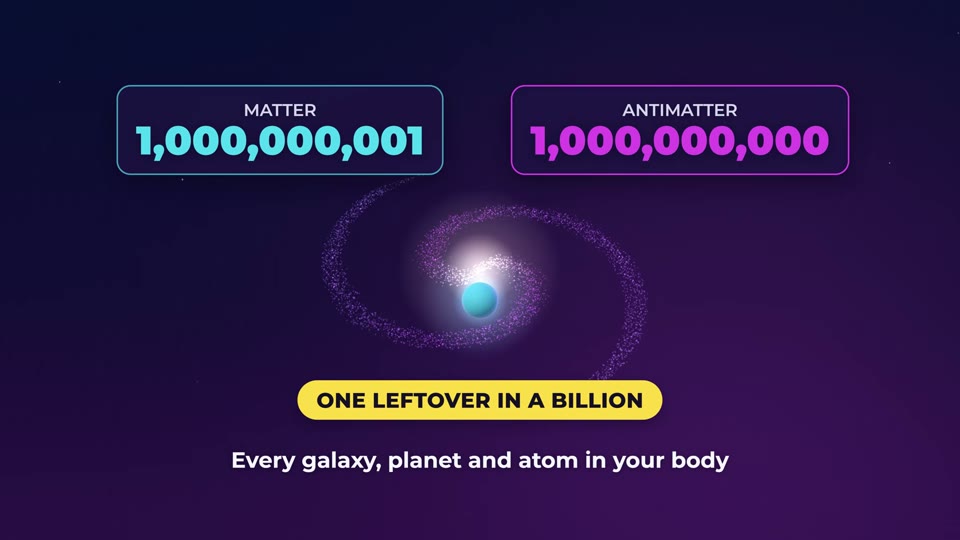 MATTER
1,000,000,001
ANTIMATTER
1,000,000,000
ONE LEFTOVER IN A BILLION
Every galaxy, planet and atom in your body